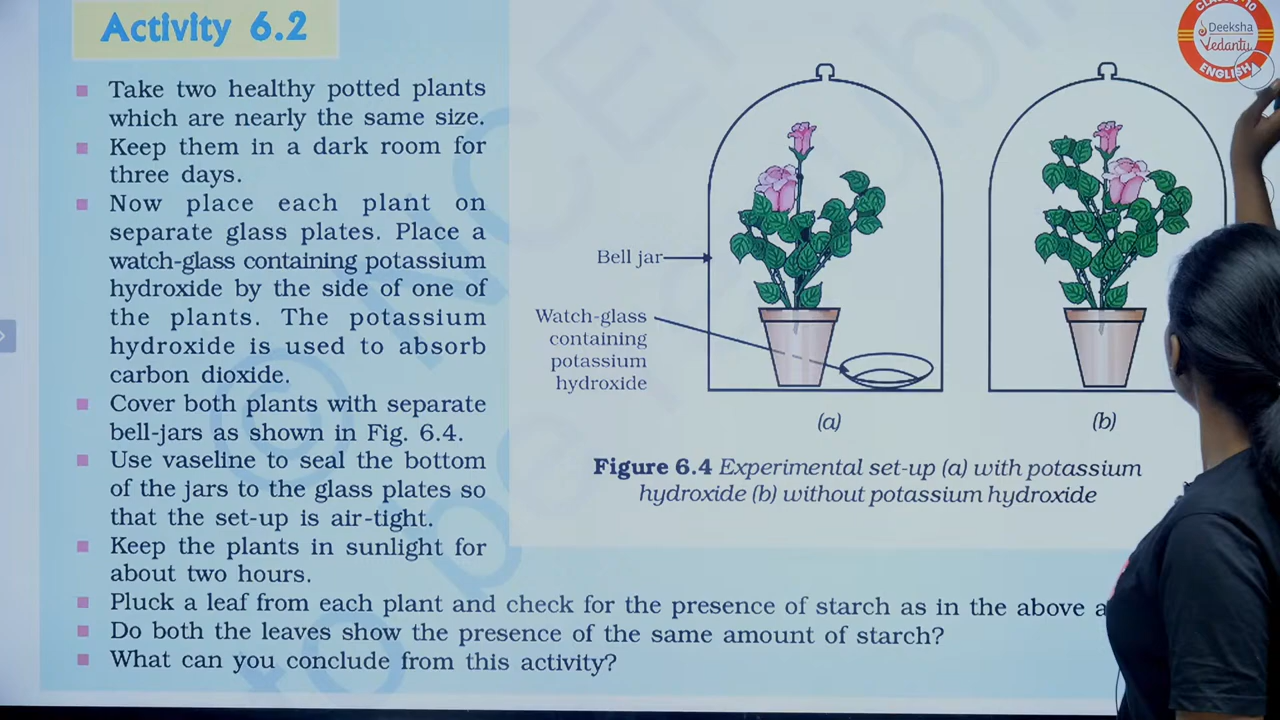 Activity 6.2
Take two healthy potted plants
which are nearly the same size.
Keep them in a dark room for
three days.
Now place each plant on
separate glass plates. Place a
watch-glass containing potassium
hydroxide by the side of one of
the plants. The potassium
hydroxide is used to absorb
carbon dioxide.
Cover both plants with separate
bell-jars as shown in Fig. 6.4.
Use vaseline to seal the bottom
of the jars to the glass plates so
that the set-up is air-tight.
Keep the plants in sunlight for
about two hours.
Pluck a leaf from each plant and check for the presence of starch as in the above a
Do both the leaves show the presence of the same amount of starch?
What can you conclude from this activity?
Bell jar
Watch-glass
containing
potassium
hydroxide
(a)
(b)
Figure 6.4 Experimental set-up (a) with potassium
hydroxide (b) without potassium hydroxide
Deeksha
Vedantu
ENGLISH